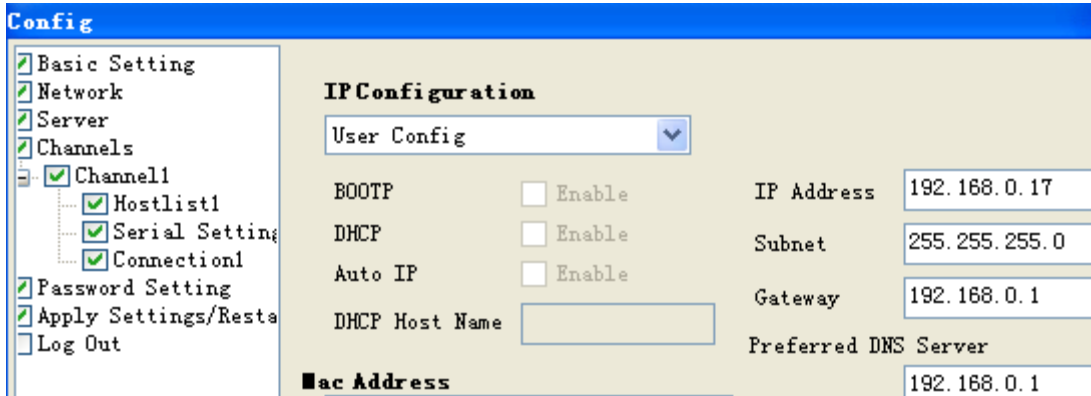 Config
Basic Setting
Network
Server
Channels
Channel1
Hostlist1
Serial Setting
Connection1
Password Setting
Apply Settings/Resta
Log Out
IP Configuration
User Config
BOOTP Enable
DHCP Enable
Auto IP Enable
DHCP Host Name
Mac Address
IP Address 192.168.0.17
Subnet 255.255.255.0
Gateway 192.168.0.1
Preferred DNS Server
192.168.0.1